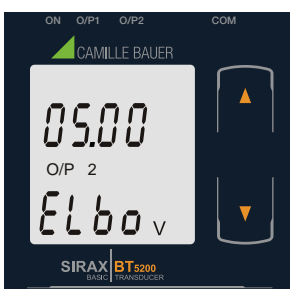 ON O/P1 O/P2 COM
CAMILLE BAUER
05.00
O/P 2
ELbo V
SIRAX BT5200
BASIC TRANSDUCER